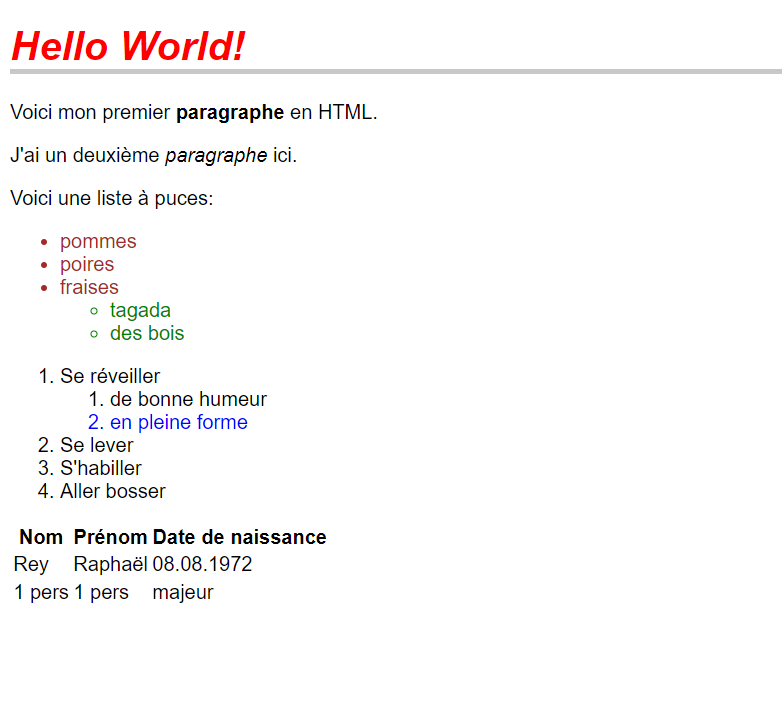 Hello World!
Voici mon premier paragraphe en HTML.
J'ai un deuxième paragraphe ici.
Voici une liste à puces:
• pommes
• poires
• fraises
◦ tagada
◦ des bois
1. Se réveiller
1. de bonne humeur
2. en pleine forme
2. Se lever
3. S'habiller
4. Aller bosser
Nom Prénom Date de naissance
Rey Raphaël 08.08.1972
1 pers 1 pers majeur